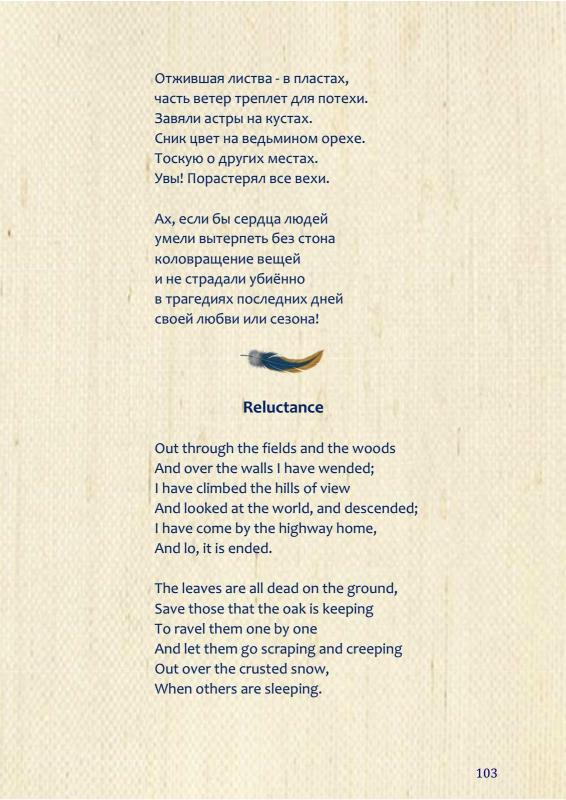 Отжившая листва - в пластах,
часть ветер треплет для потехи.
Завяли астры на кустах.
Сник цвет на ведьмином орехе.
Тоскую о других местах.
Увы! Порастерял все вехи.

Ах, если бы сердца людей
умели вытерпеть без стона
коловращение вещей
и не страдали убиённо
в трагедиях последних дней
своей любви или сезона!

Reluctance

Out through the fields and the woods
And over the walls I have wended;
I have climbed the hills of view
And looked at the world, and descended;
I have come by the highway home,
And lo, it is ended.

The leaves are all dead on the ground,
Save those that the oak is keeping
To ravel them one by one
And let them go scraping and creeping
Out over the crusted snow,
When others are sleeping.

103